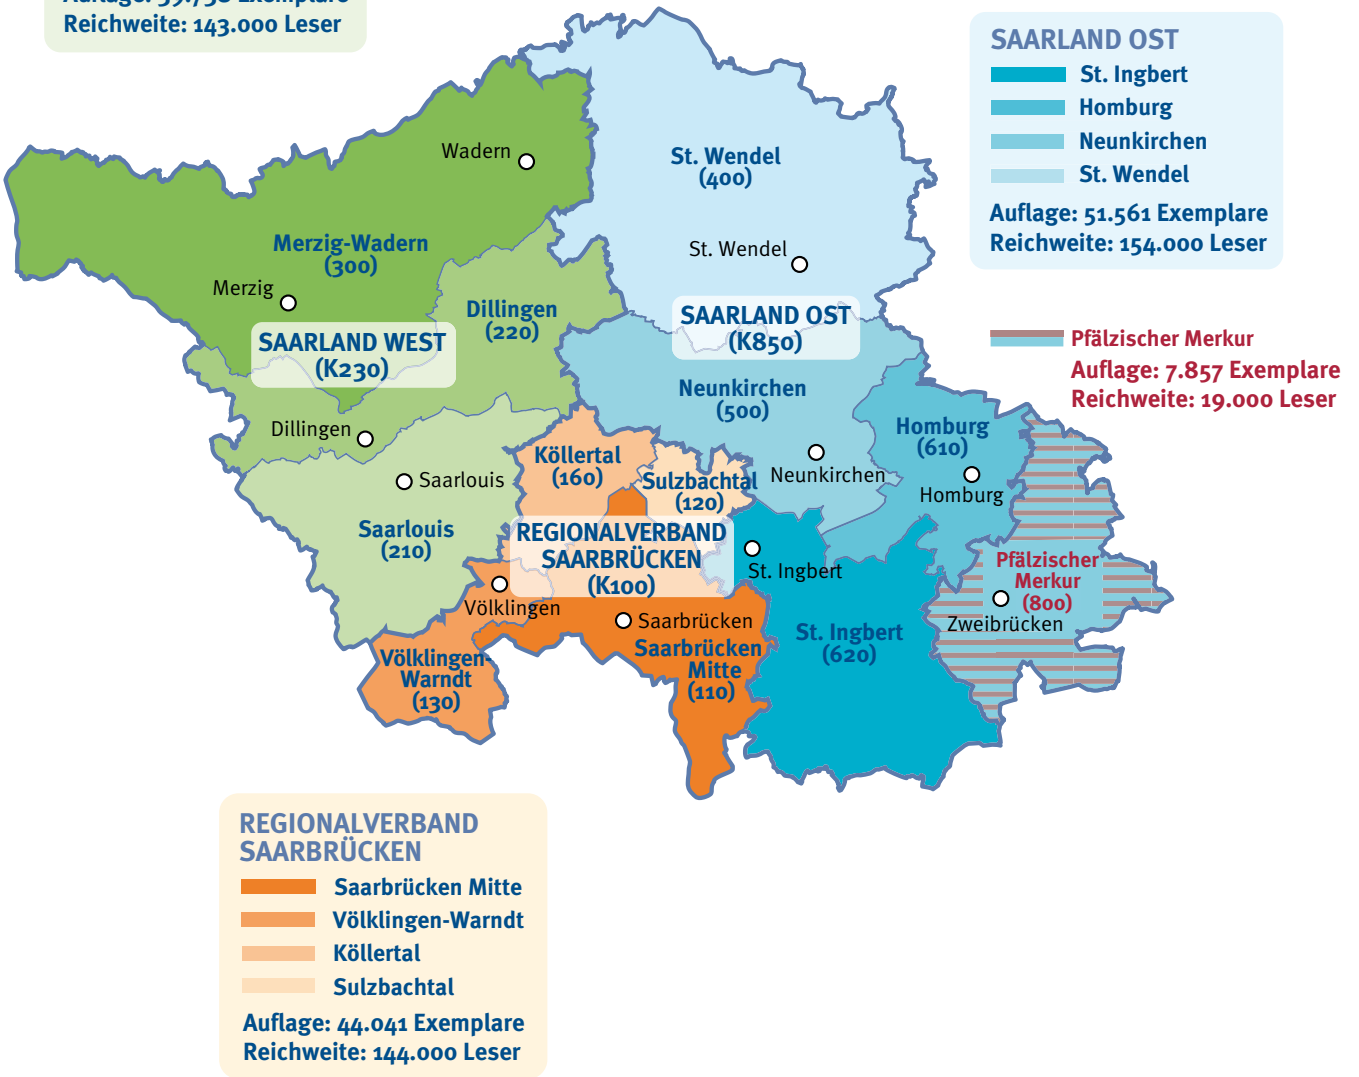 Reichweite: 143.000 Leser
SAARLAND OST
St. Ingbert
Homburg
Neunkirchen
St. Wendel
Auflage: 51.561 Exemplare
Reichweite: 154.000 Leser
Pfälzischer Merkur
Auflage: 7.857 Exemplare
Reichweite: 19.000 Leser
Wadern
St. Wendel
(400)
Merzig-Wadern
(300)
St. Wendel
Merzig
Dillingen
(220)
SAARLAND WEST
(K230)
SAARLAND OST
(K850)
Neunkirchen
(500)
Dillingen
Homburg
(610)
Köllertal
(160)
Saarlouis
Sulzbachtal
(120)
Neunkirchen
Homburg
Saarlouis
(210)
REGIONALVERBAND
SAARBRÜCKEN
(K100)
St. Ingbert
Pfälzischer
Merkur
(800)
Zweibrücken
Völklingen
Saarbrücken
St. Ingbert
(620)
Saarbrücken
Mitte
(110)
Völklingen-
Warndt
(130)
REGIONALVERBAND
SAARBRÜCKEN
Saarbrücken Mitte
Völklingen-Warndt
Köllertal
Sulzbachtal
Auflage: 44.041 Exemplare
Reichweite: 144.000 Leser